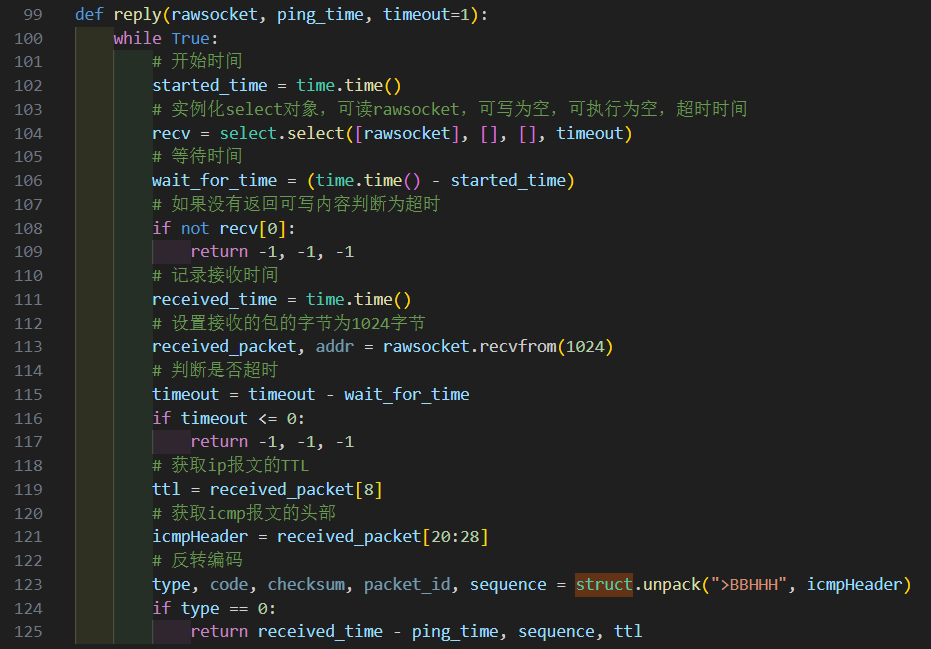 99 def reply(rawsocket, ping_time, timeout=1):
100 while True:
101 # 开始时间
102 started_time = time.time()
103 # 实例化select对象，可读rawsocket，可写为空，可执行为空，超时时间
104 recv = select.select([rawsocket], [], [], timeout)
105 # 等待时间
106 wait_for_time = (time.time() - started_time)
107 # 如果没有返回可写内容判断为超时
108 if not recv[0]:
109 return -1, -1, -1
110 # 记录接收时间
111 received_time = time.time()
112 # 设置接收的包的字节为1024字节
113 received_packet, addr = rawsocket.recvfrom(1024)
114 # 判断是否超时
115 timeout = timeout - wait_for_time
116 if timeout <= 0:
117 return -1, -1, -1
118 # 获取ip报文的TTL
119 ttl = received_packet[8]
120 # 获取icmp报文的头部
121 icmpHeader = received_packet[20:28]
122 # 反转编码
123 type, code, checksum, packet_id, sequence = struct.unpack(">BBHHH", icmpHeader)
124 if type == 0:
125 return received_time - ping_time, sequence, ttl